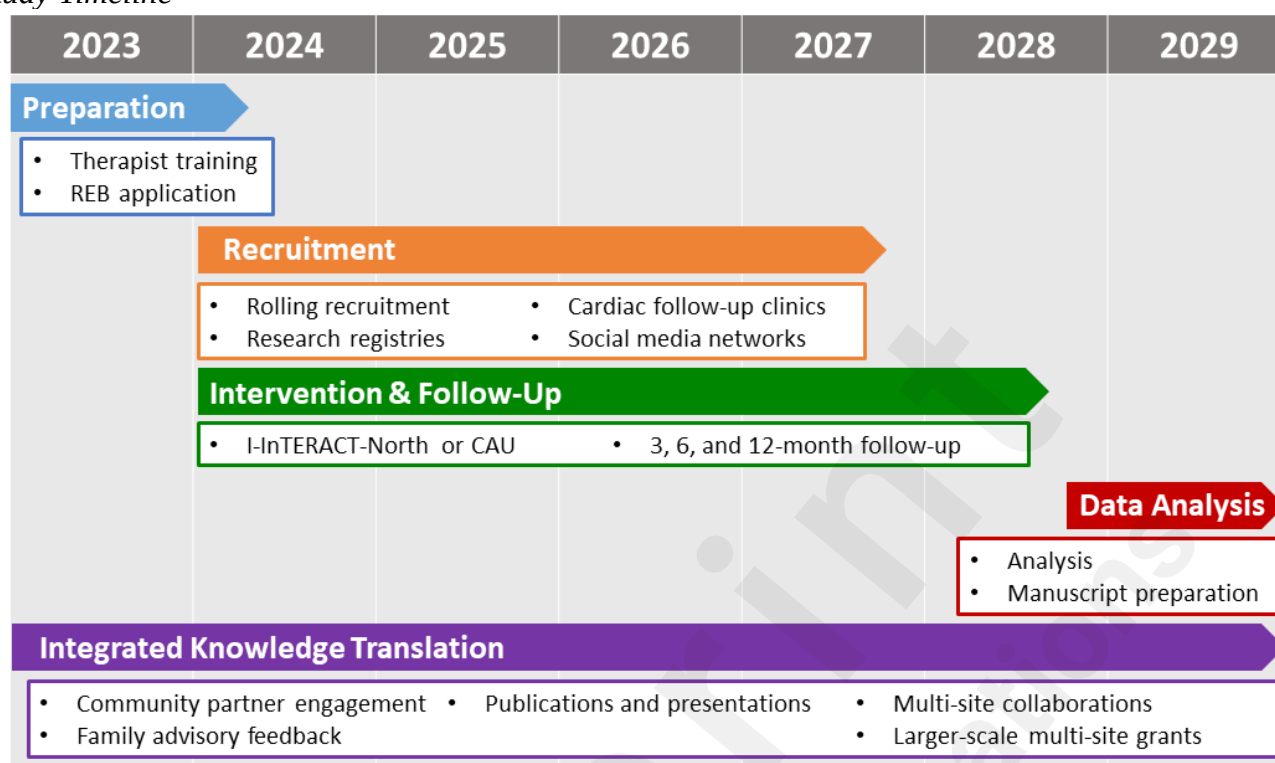 Study Timeline
2023 2024 2025 2026 2027 2028 2029
Preparation
• Therapist training
• REB application
Recruitment
• Rolling recruitment • Cardiac follow-up clinics
• Research registries • Social media networks
Intervention & Follow-Up
• I-InTERACT-North or CAU • 3, 6, and 12-month follow-up
Data Analysis
• Analysis
• Manuscript preparation
Integrated Knowledge Translation
• Community partner engagement • Publications and presentations • Multi-site collaborations
• Family advisory feedback • Larger-scale multi-site grants